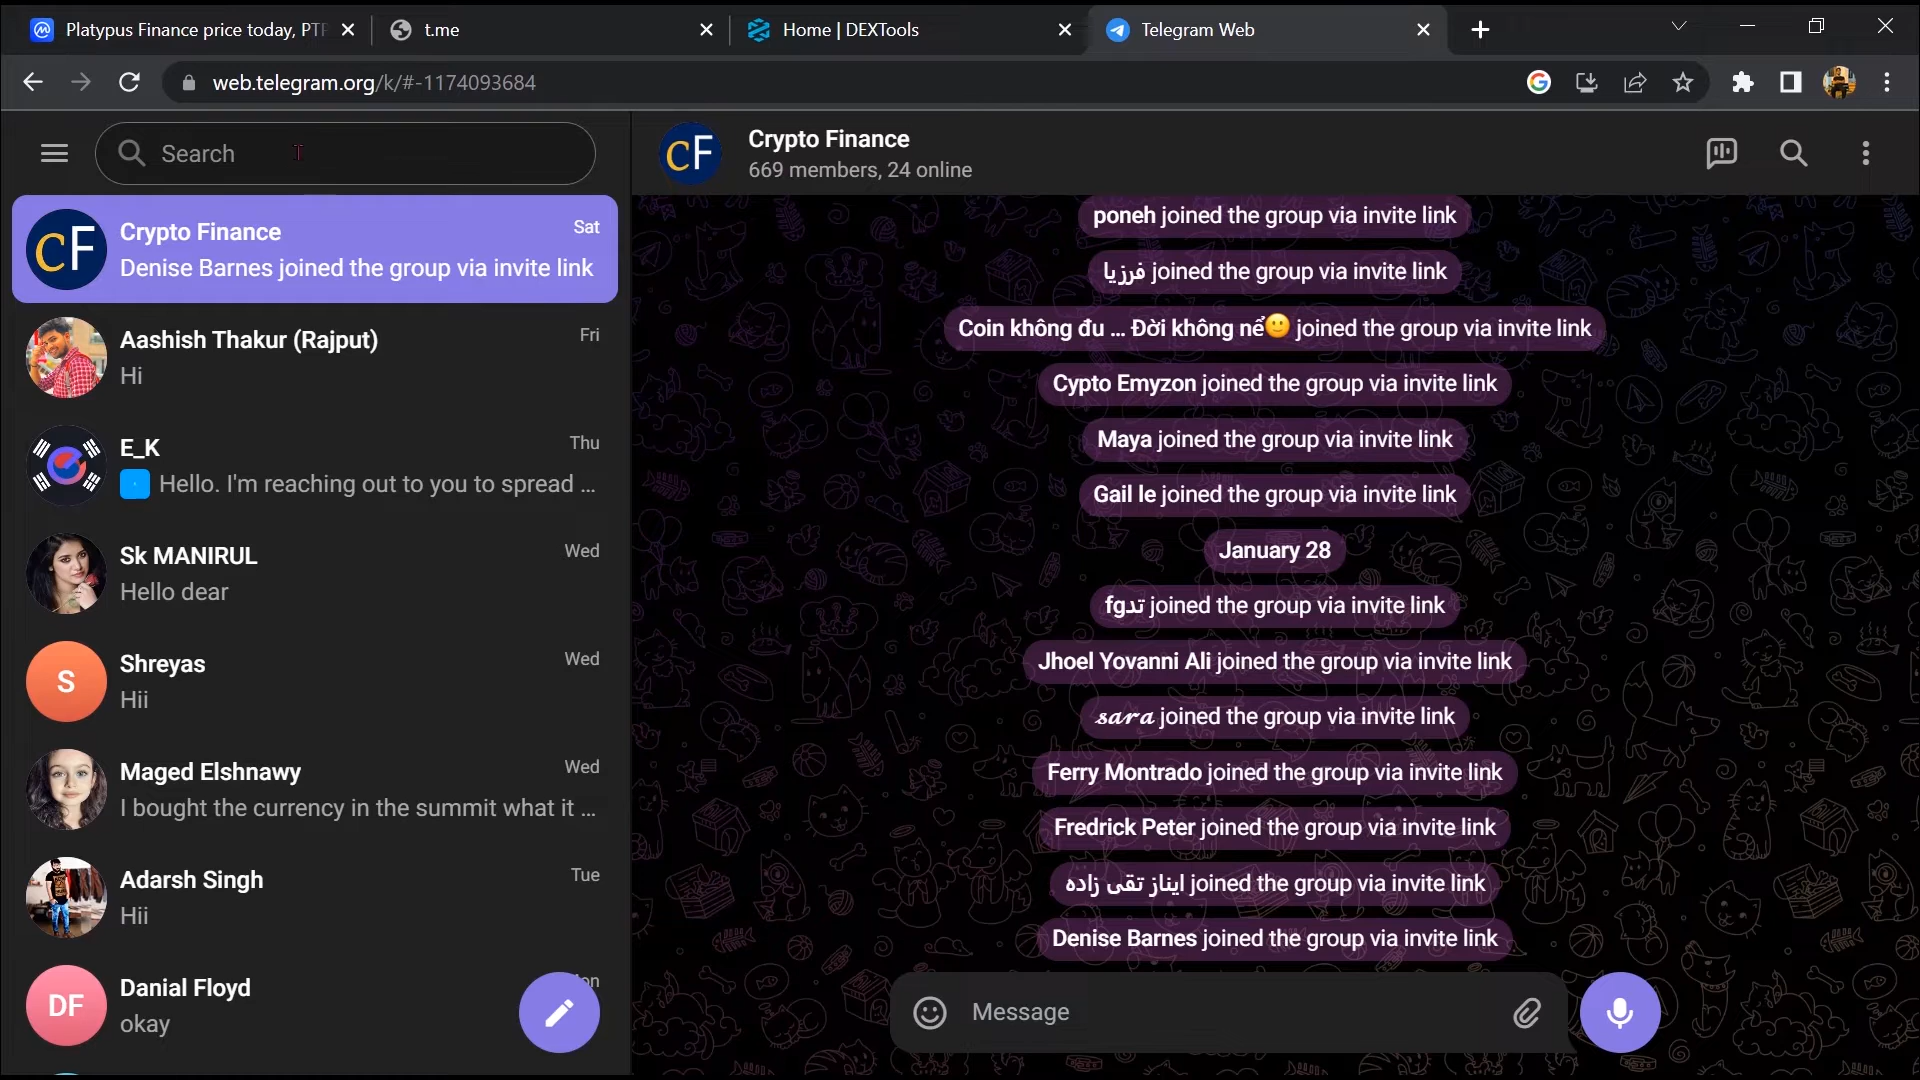 Platypus Finance price today, PTP
t.me
Home | DEXTools
Telegram Web
web.telegram.org/k/#-1174093684
Search
Crypto Finance
Sat
Denise Barnes joined the group via invite link
Aashish Thakur (Rajput)
Fri
Hi
E_K
Thu
Hello. I'm reaching out to you to spread ...
Sk MANIRUL
Wed
Hello dear
S
Shreyas
Wed
Hii
Maged Elshnawy
Wed
I bought the currency in the summit what it ...
Adarsh Singh
Tue
Hii
DF
Danial Floyd
okay
CF
Crypto Finance
669 members, 24 online
poneh joined the group via invite link
فرزیا joined the group via invite link
Coin không đu ... Đời không nể🙂 joined the group via invite link
Cypto Emyzon joined the group via invite link
Maya joined the group via invite link
Gail le joined the group via invite link
January 28
fgتد joined the group via invite link
Jhoel Yovanni Ali joined the group via invite link
𝓼𝓪𝓻𝓪 joined the group via invite link
Ferry Montrado joined the group via invite link
Fredrick Peter joined the group via invite link
ایناز تقی زاده joined the group via invite link
Denise Barnes joined the group via invite link
Message